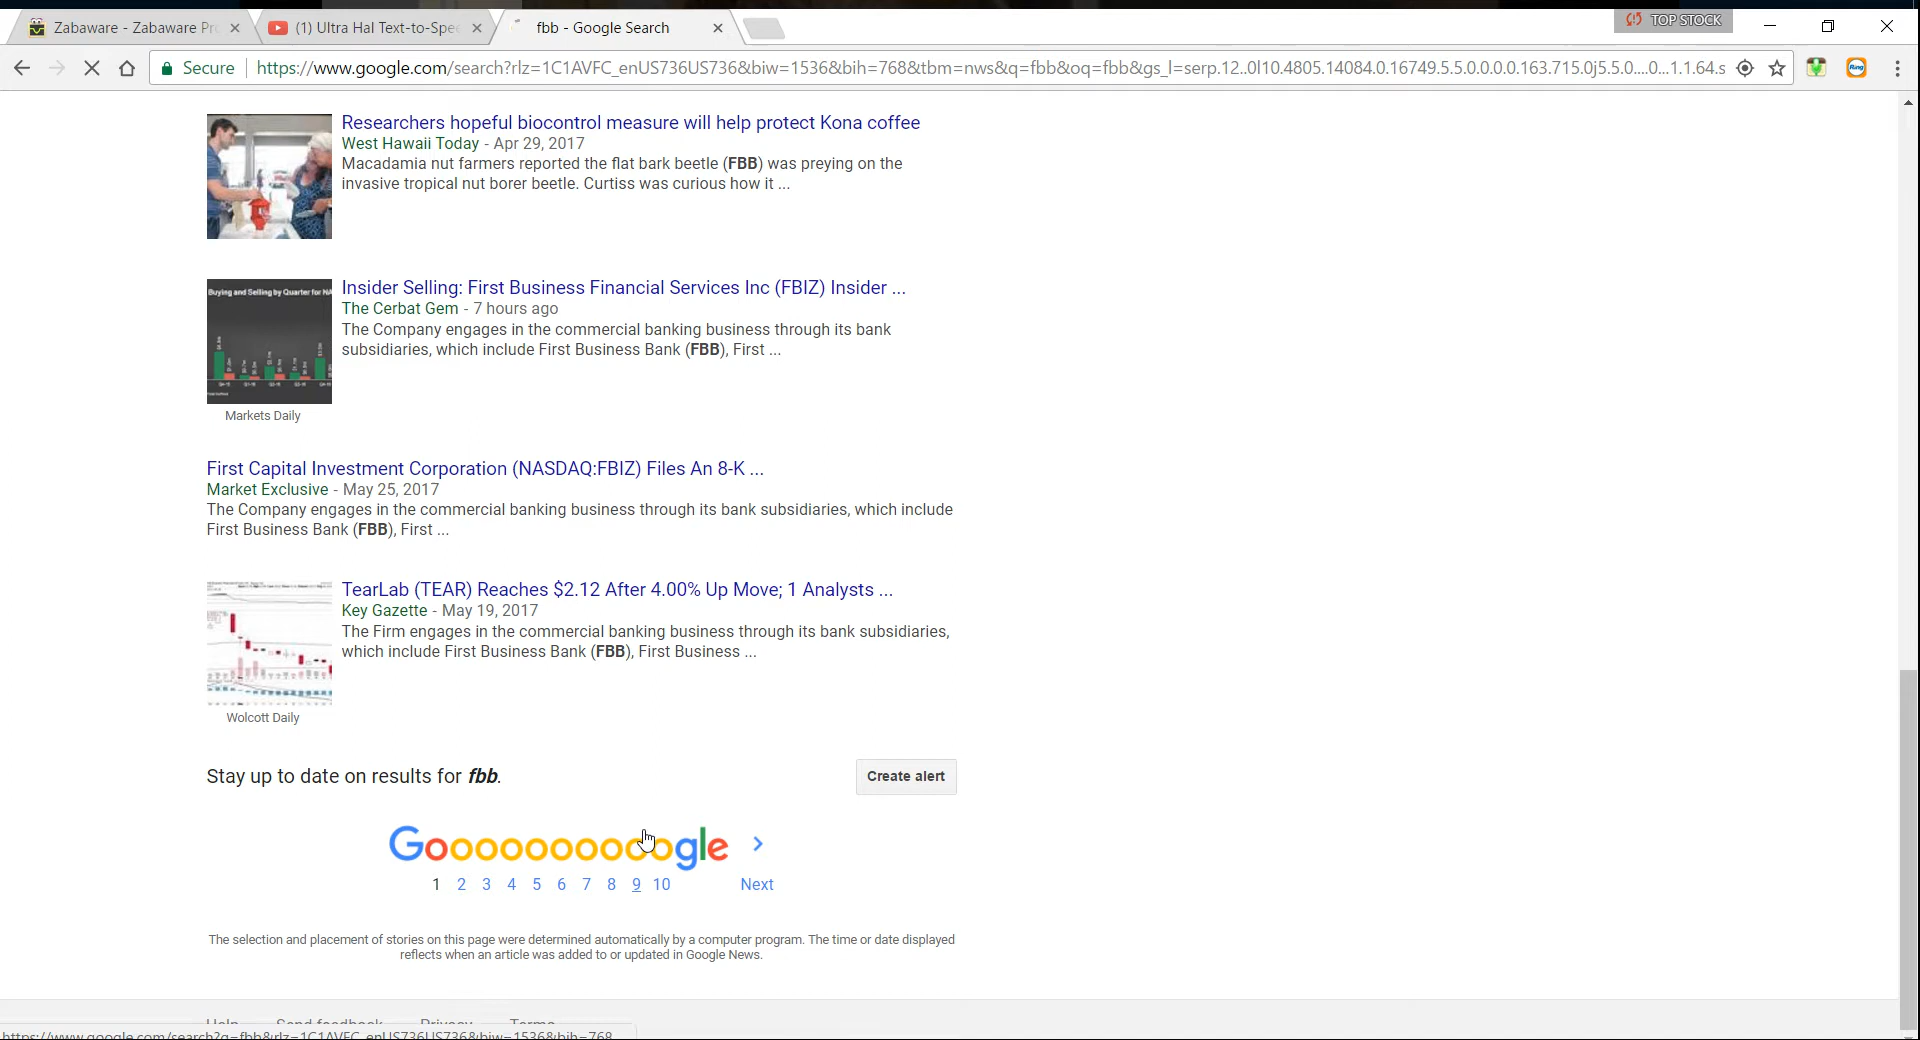 Zabaware - Zabaware Pr
(1) Ultra Hal Text-to-Spee
fbb - Google Search
TOP STOCK
Secure
https://www.google.com/search?rlz=1C1AVFC_enUS736US736&biw=1536&bih=768&tbm=nws&q=fbb&oq=fbb&gs_l=serp.12..0l10.4805.14084.0.16749.5.5.0.0.0.0.163.715.0j5.5.0....0...1.1.64.s
Ring
Researchers hopeful biocontrol measure will help protect Kona coffee
West Hawaii Today - Apr 29, 2017
Macadamia nut farmers reported the flat bark beetle (FBB) was preying on the
invasive tropical nut borer beetle. Curtiss was curious how it ...
Buying and Selling by Quarter for NA
Insider Selling: First Business Financial Services Inc (FBIZ) Insider ...
The Cerbat Gem - 7 hours ago
The Company engages in the commercial banking business through its bank
subsidiaries, which include First Business Bank (FBB), First ...
Markets Daily
First Capital Investment Corporation (NASDAQ:FBIZ) Files An 8-K ...
Market Exclusive - May 25, 2017
The Company engages in the commercial banking business through its bank subsidiaries, which include
First Business Bank (FBB), First ...
TearLab (TEAR) Reaches $2.12 After 4.00% Up Move; 1 Analysts ...
Key Gazette - May 19, 2017
The Firm engages in the commercial banking business through its bank subsidiaries,
which include First Business Bank (FBB), First Business ...
Wolcott Daily
Stay up to date on results for fbb.
Create alert
Goooooooooogle >
1 2 3 4 5 6 7 8 9 10 Next
The selection and placement of stories on this page were determined automatically by a computer program. The time or date displayed
reflects when an article was added to or updated in Google News.
Help Send feedback Privacy Terms
https://www.google.com/search?q=fbb&rlz=1C1AVFC_enUS736US736&biw=1536&bih=768